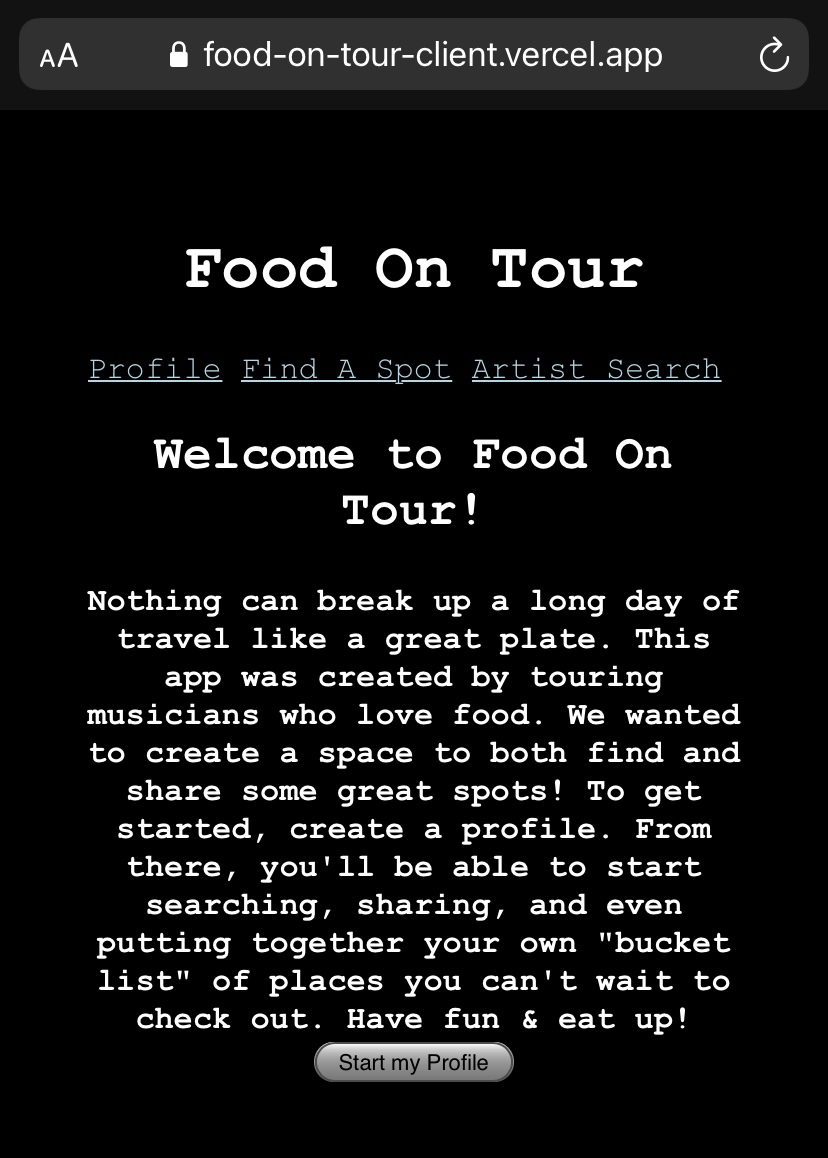 AA food-on-tour-client.vercel.app
Food On Tour
Profile Find A Spot Artist Search
Welcome to Food On
Tour!
Nothing can break up a long day of
travel like a great plate. This
app was created by touring
musicians who love food. We wanted
to create a space to both find and
share some great spots! To get
started, create a profile. From
there, you'll be able to start
searching, sharing, and even
putting together your own "bucket
list" of places you can't wait to
check out. Have fun & eat up!
Start my Profile